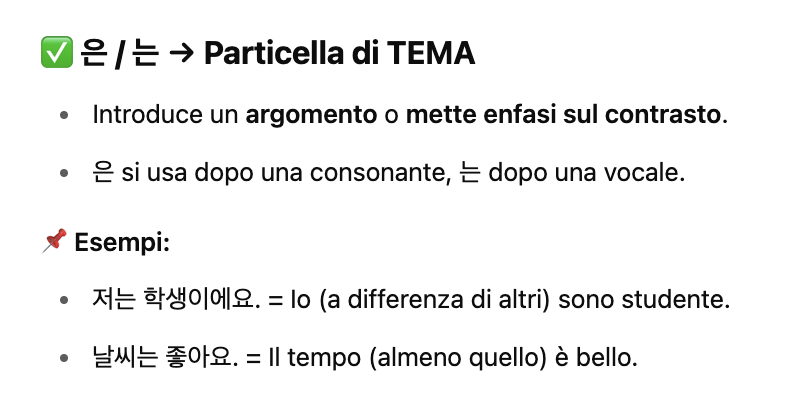 ✅ 은 / 는 → Particella di TEMA
• Introduce un argomento o mette enfasi sul contrasto.
• 은 si usa dopo una consonante, 는 dopo una vocale.
📌 Esempi:
• 저는 학생이에요. = Io (a differenza di altri) sono studente.
• 날씨는 좋아요. = Il tempo (almeno quello) è bello.